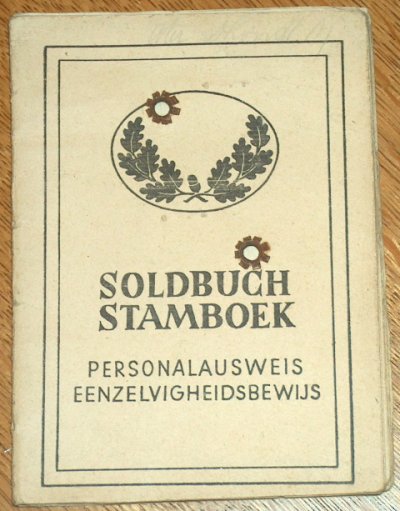 SOLDBUCH
STAMBOEK
PERSONALAUSWEIS
EENZELVIGHEIDSBEWIJS